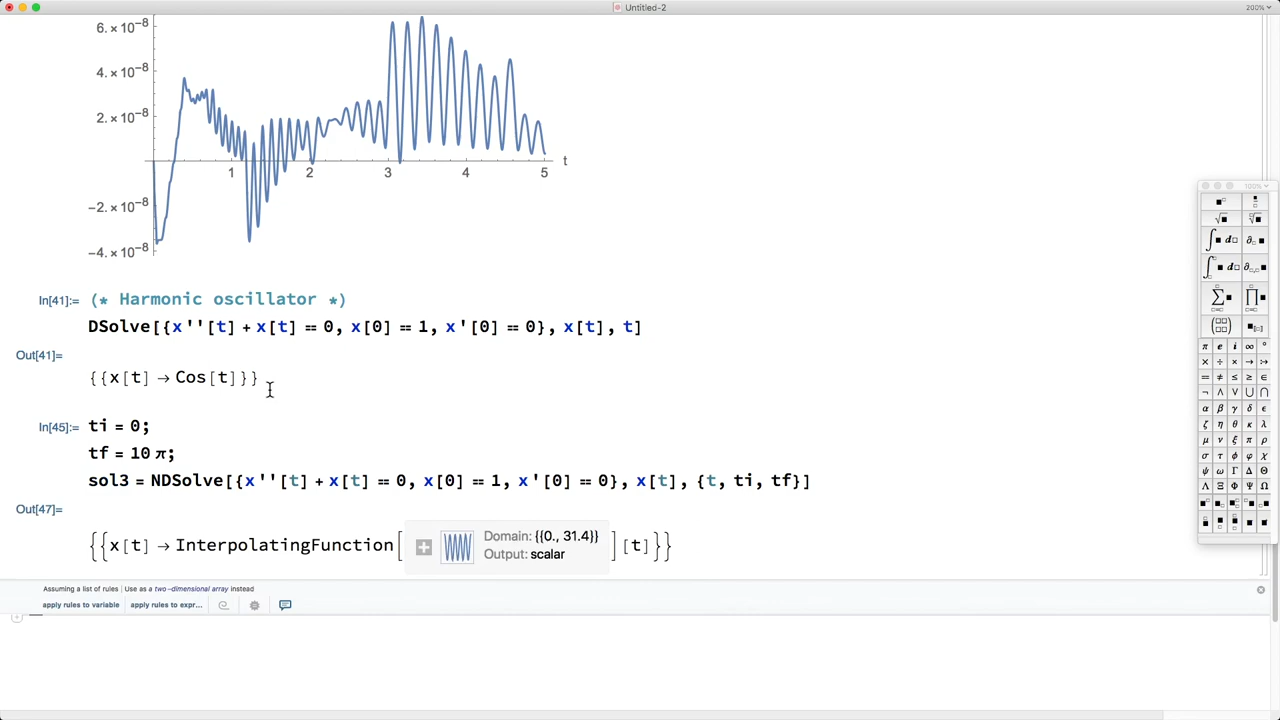 Untitled-2
200%
6. × 10⁻⁸
4. × 10⁻⁸
2. × 10⁻⁸
t
1 2 3 4 5
−2. × 10⁻⁸
−4. × 10⁻⁸
In[41]:= (* Harmonic oscillator *)
DSolve[{x''[t] + x[t] == 0, x[0] == 1, x'[0] == 0}, x[t], t]
Out[41]=
{{x[t] → Cos[t]}}
In[45]:= ti = 0;
tf = 10 π;
sol3 = NDSolve[{x''[t] + x[t] == 0, x[0] == 1, x'[0] == 0}, x[t], {t, ti, tf}]
Out[47]=
{{x[t] → InterpolatingFunction[ Domain: {{0., 31.4}} Output: scalar ][t]}}
Assuming a list of rules | Use as a two-dimensional array instead
apply rules to variable apply rules to expr...
100%
∫ ■ d□ ∂□ ■
π e i ∞ °
× ÷ × → ⇒
== ≠ ≤ ≥ ∈
¬ ∧ ∨ ∪ ∩
α β γ δ ε
ζ η θ κ λ
μ ν ξ π ρ
σ τ φ φ χ
ψ ω Γ Δ Θ
Λ Ξ Φ Ψ Ω